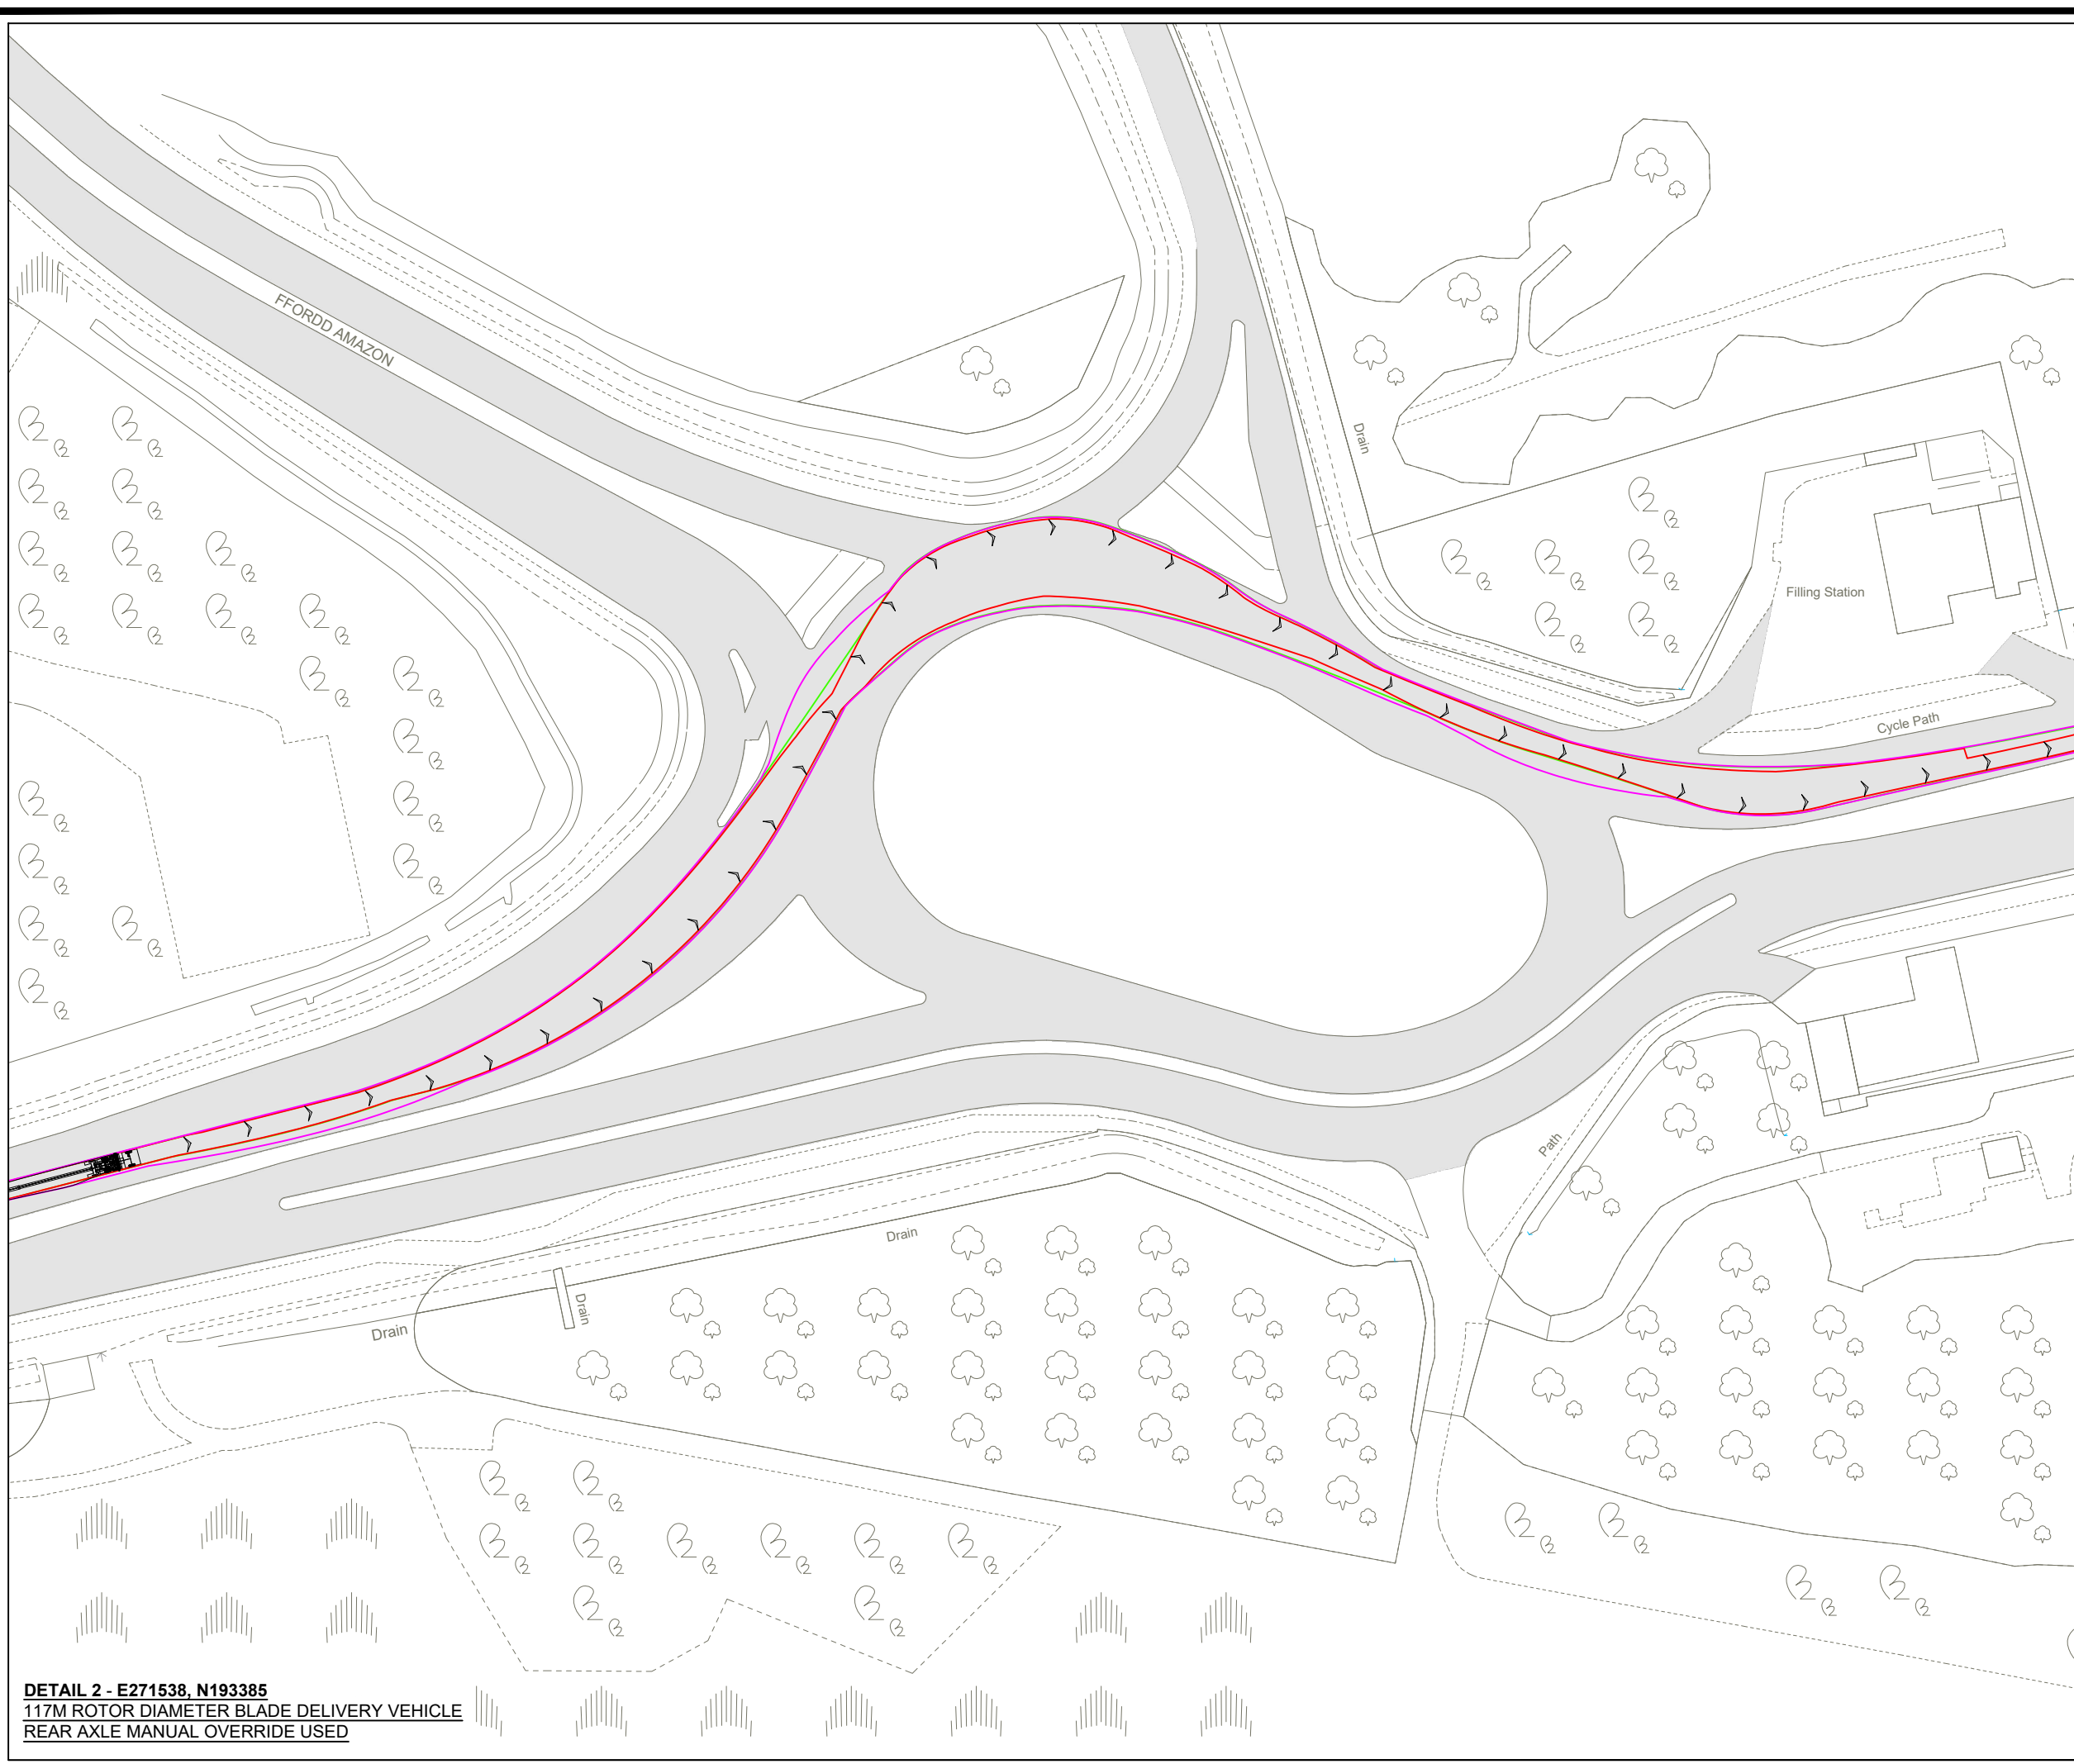 FFORDD AMAZON
Drain
Filling Station
Cycle Path
Path
Drain
Drain
Drain
DETAIL 2 - E271538, N193385
117M ROTOR DIAMETER BLADE DELIVERY VEHICLE
REAR AXLE MANUAL OVERRIDE USED